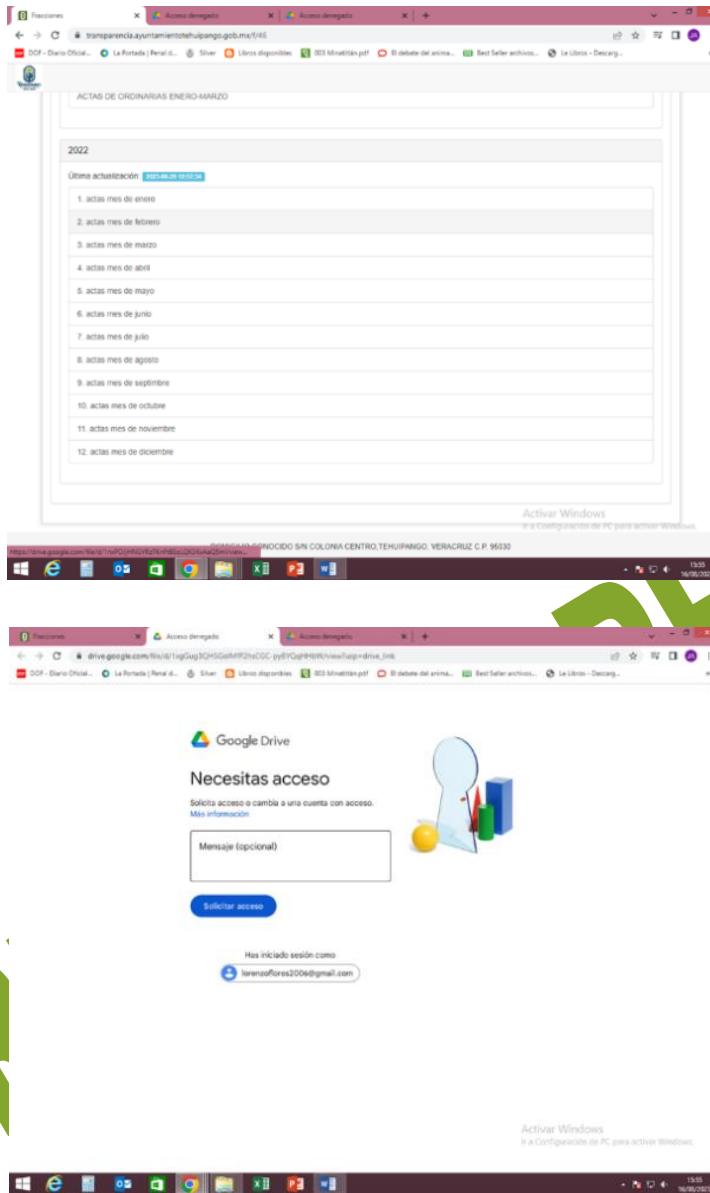 Fracciones
Acceso denegado
Acceso denegado
transparencia.ayuntamientotehuipango.gob.mx/f/46
DOF - Diario Oficial...
La Portada | Peral d...
Silver
Libros disponibles
003 Minatitlán.pdf
El debate del anima...
Best Seller archivos...
Le Libros - Descarg...
ACTAS DE ORDINARIAS ENERO-MARZO
2022
Última actualización:
1. actas mes de enero
2. actas mes de febrero
3. actas mes de marzo
4. actas mes de abril
5. actas mes de mayo
6. actas mes de junio
7. actas mes de julio
8. actas mes de agosto
9. actas mes de septimbre
10. actas mes de octubre
11. actas mes de noviembre
12. actas mes de diciembre
Activar Windows
Ir a Configuración de PC para activar Windows.
CONOCIDO S/N COLONIA CENTRO,TEHUIPANGO, VERACRUZ C.P. 95030
15:55
Fracciones
Acceso denegado
Acceso denegado
DOF - Diario Oficial...
La Portada | Peral d...
Silver
Libros disponibles
003 Minatitlán.pdf
El debate del anima...
Best Seller archivos...
Le Libros - Descarg...
Google Drive
Necesitas acceso
Solicita acceso o cambia a una cuenta con acceso.
Más información
Mensaje (opcional)
Solicitar acceso
Has iniciado sesión como
lorenzoflores2006@gmail.com
Activar Windows
Ir a Configuración de PC para activar Windows.
15:55